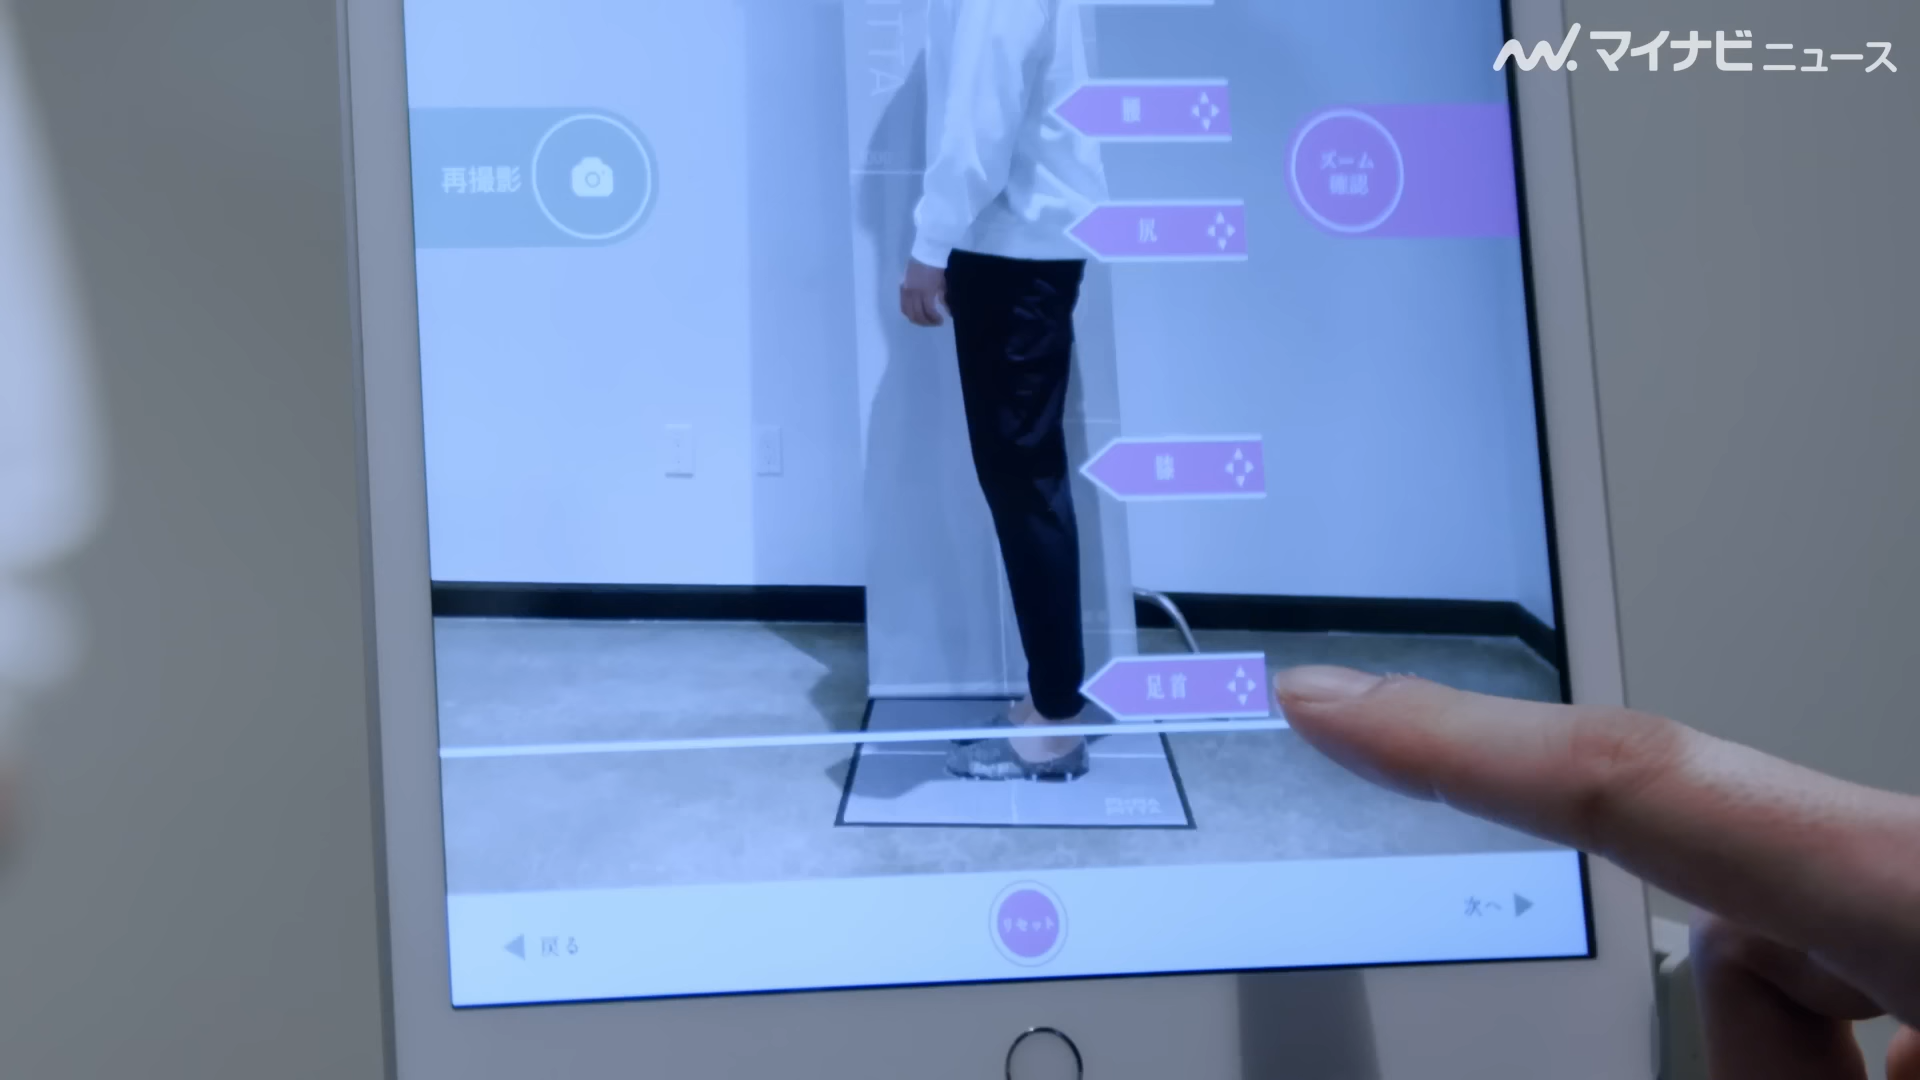 マイナビニュース
腰
再撮影
ズーム
確認
尻
膝
足首
リセット
次へ
戻る